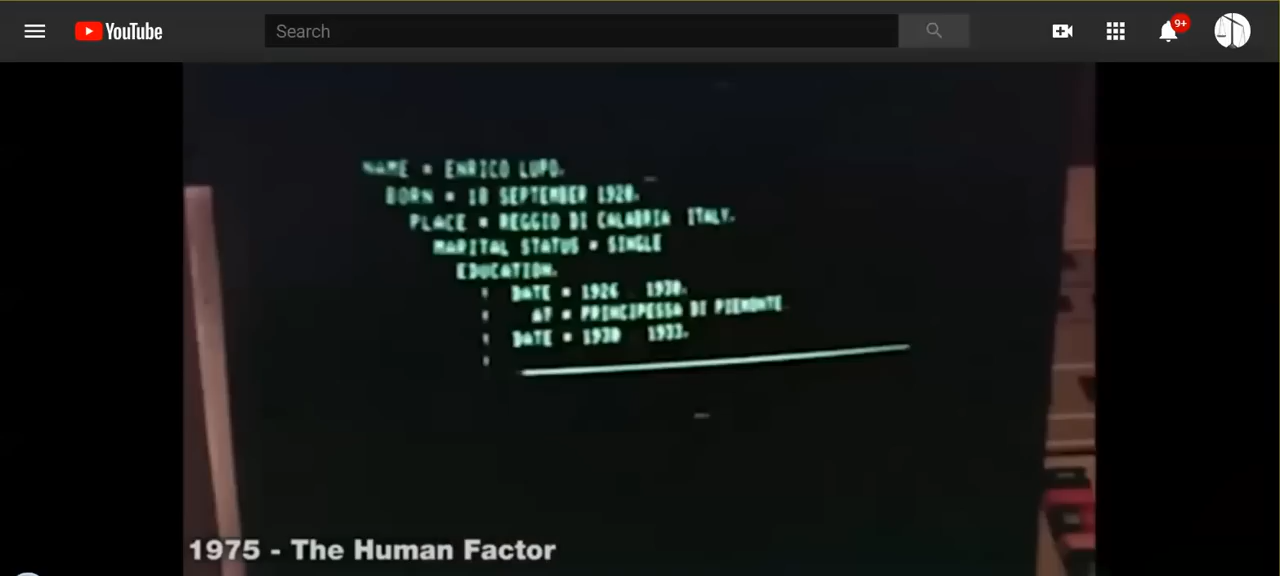 YouTube
Search
9+
NAME = ENRICO LUPO.
BORN = 18 SEPTEMBER 1920.
PLACE = REGGIO DI CALABRIA ITALY.
MARITAL STATUS = SINGLE
EDUCATION.
DATE = 1926 1930.
AT = PRINCIPESSA DI PIEMONTE
DATE = 1930 1933.
1975 - The Human Factor